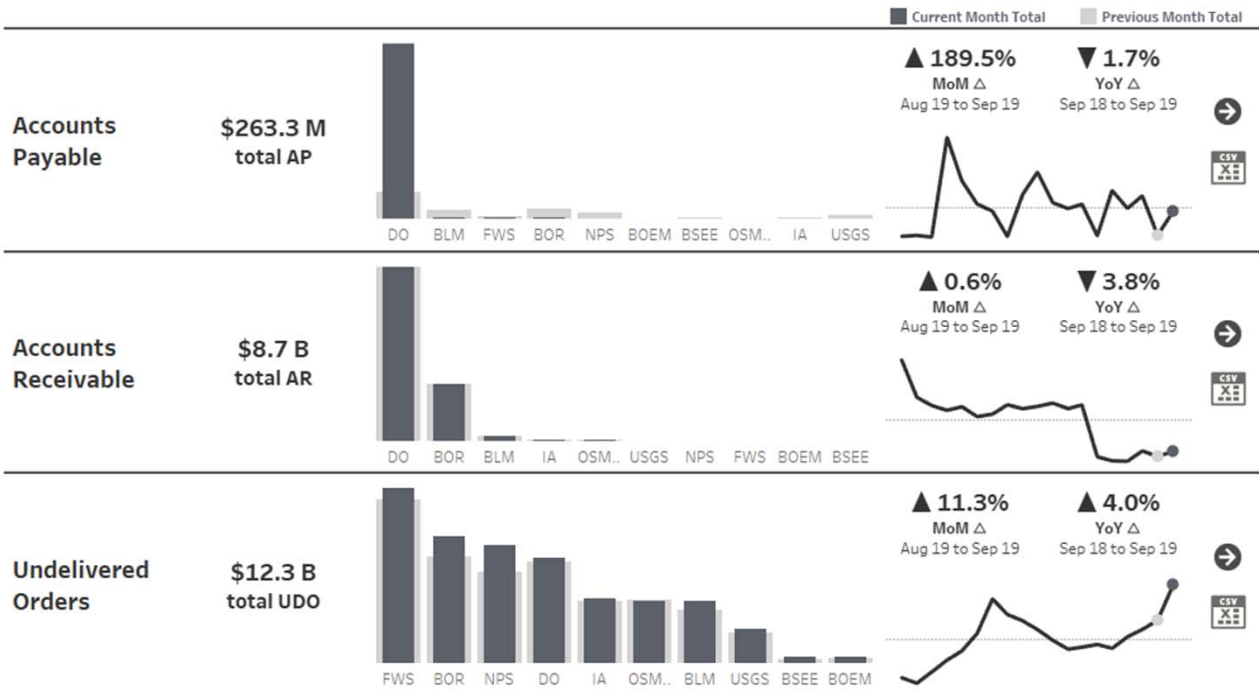 Current Month Total Previous Month Total
Accounts
Payable
$263.3 M
total AP
DO BLM FWS BOR NPS BOEM BSEE OSM.. IA USGS
▲ 189.5% ▼ 1.7%
MoM △ YoY △
Aug 19 to Sep 19 Sep 18 to Sep 19
CSV
Accounts
Receivable
$8.7 B
total AR
DO BOR BLM IA OSM.. USGS NPS FWS BOEM BSEE
▲ 0.6% ▼ 3.8%
MoM △ YoY △
Aug 19 to Sep 19 Sep 18 to Sep 19
CSV
Undelivered
Orders
$12.3 B
total UDO
FWS BOR NPS DO IA OSM.. BLM USGS BSEE BOEM
▲ 11.3% ▲ 4.0%
MoM △ YoY △
Aug 19 to Sep 19 Sep 18 to Sep 19
CSV